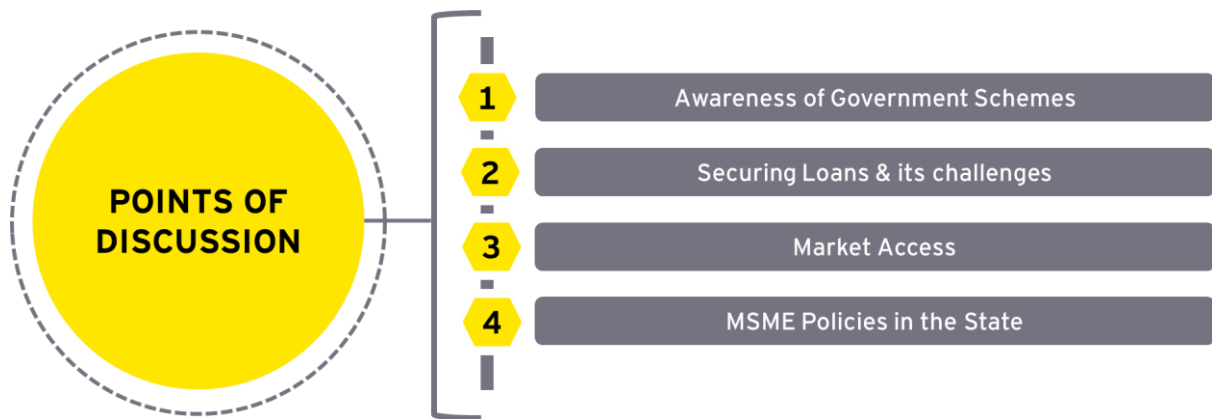 POINTS OF
DISCUSSION
1
Awareness of Government Schemes
2
Securing Loans & its challenges
3
Market Access
4
MSME Policies in the State